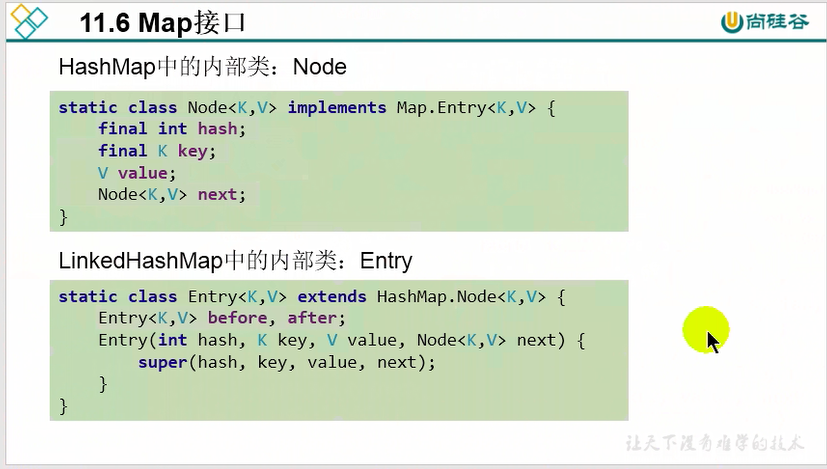 11.6 Map接口
尚硅谷
HashMap中的内部类：Node
static class Node<K,V> implements Map.Entry<K,V> {
    final int hash;
    final K key;
    V value;
    Node<K,V> next;
}
LinkedHashMap中的内部类：Entry
static class Entry<K,V> extends HashMap.Node<K,V> {
    Entry<K,V> before, after;
    Entry(int hash, K key, V value, Node<K,V> next) {
        super(hash, key, value, next);
    }
}
让天下没有难学的技术